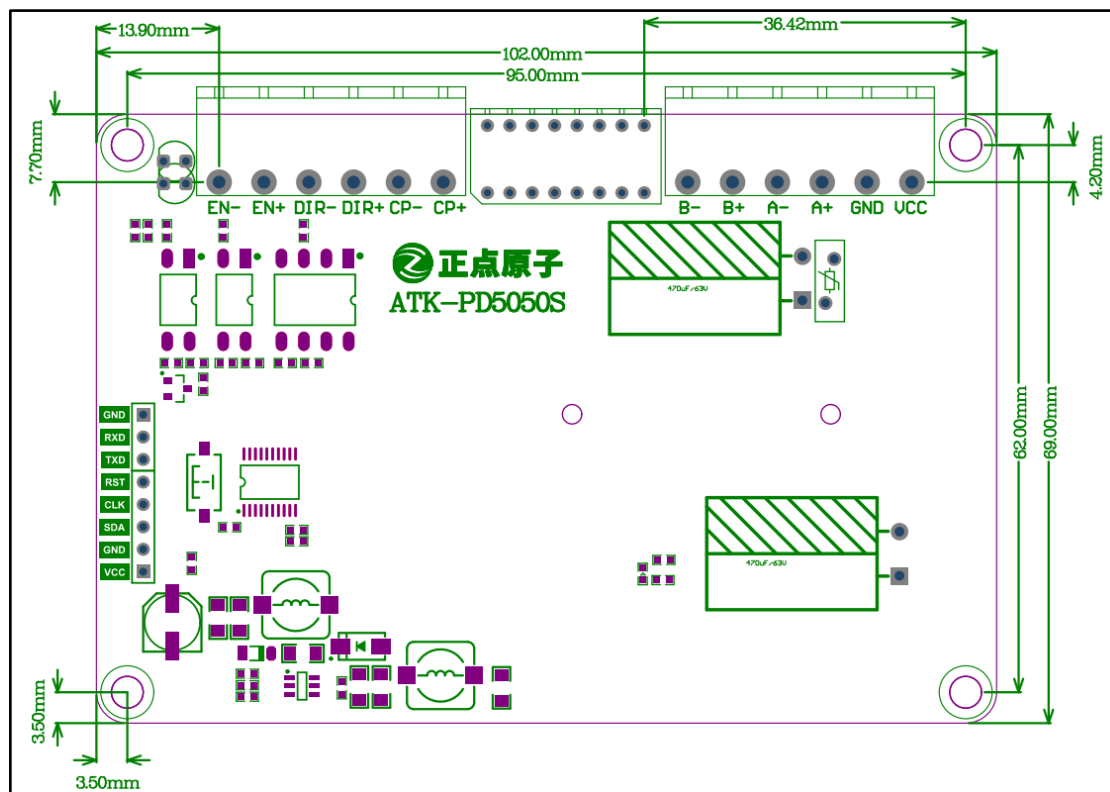 13.90mm
36.42mm
102.00mm
95.00mm
7.70mm
4.20mm
EN- EN+ DIR- DIR+ CP- CP+
B- B+ A- A+ GND VCC
正点原子
ATK-PD5050S
470uF/63V
GND
RXD
TXD
RST
CLK
SDA
GND
VCC
62.00mm
69.00mm
470uF/63V
3.50mm
3.50mm